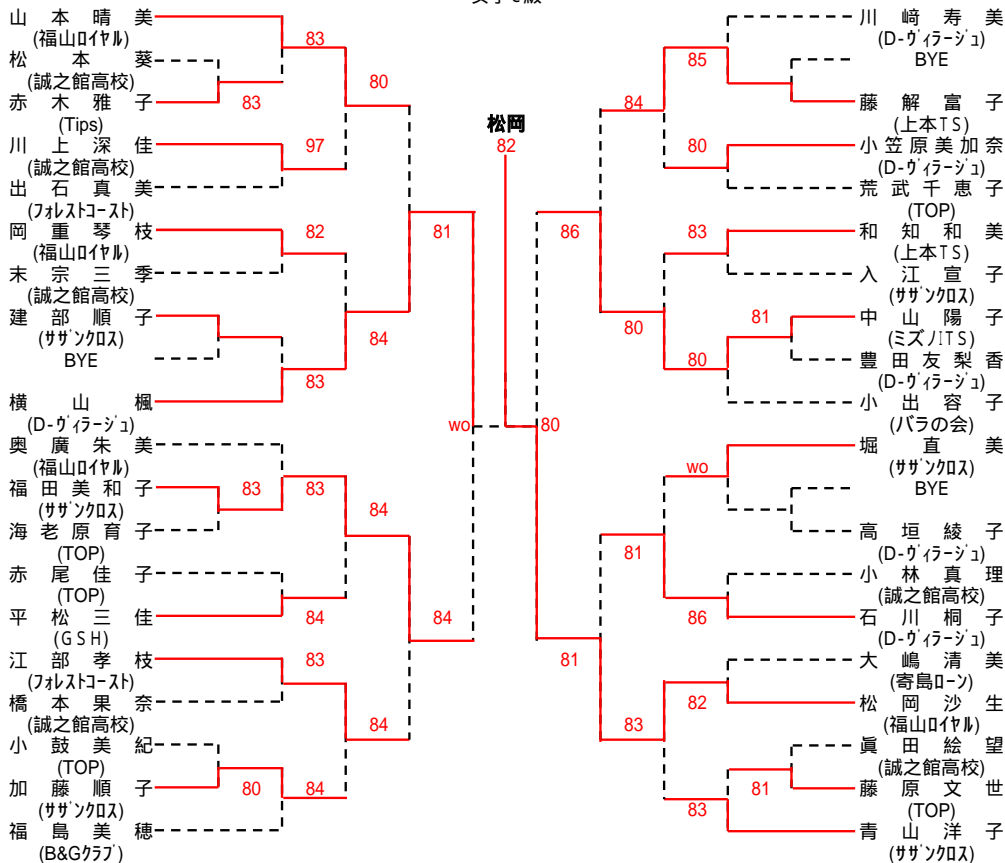 山本晴美
(福山ロイヤル)
83
松本葵
(誠之館高校)
80
赤木雅子
83
(Tips)
川上深佳
97
(誠之館高校)
出石真美
(フォレストコースト)
81
岡重琴枝
82
(福山ロイヤル)
末宗三季
(誠之館高校)
建部順子
84
(サザンクロス)
BYE
83
横山楓
(D-ヴィラージュ)
wo
奥廣朱美
(福山ロイヤル)
福田美和子
83
83
84
(サザンクロス)
海老原育子
(TOP)
赤尾佳子
(TOP)
平松三佳
84
84
(GSH)
江部孝枝
83
(フォレストコースト)
橋本果奈
84
(誠之館高校)
小鼓美紀
(TOP)
加藤順子
80
84
(サザンクロス)
福島美穂
(B&Gクラブ)
松岡
82
80
川﨑寿美
(D-ヴィラージュ)
85
BYE
84
藤解富子
(上本TS)
80
小笠原美加奈
(D-ヴィラージュ)
荒武千恵子
(TOP)
86
83
和知和美
(上本TS)
入江宣子
(サザンクロス)
80
81
中山陽子
(ミズノITS)
80
豊田友梨香
(D-ヴィラージュ)
小出容子
(バラの会)
wo
堀直美
(サザンクロス)
BYE
高垣綾子
(D-ヴィラージュ)
81
小林真理
(誠之館高校)
86
石川桐子
(D-ヴィラージュ)
81
大嶋清美
(寄島ローン)
82
松岡沙生
(福山ロイヤル)
83
眞田絵望
(誠之館高校)
81
藤原文世
(TOP)
83
青山洋子
(サザンクロス)